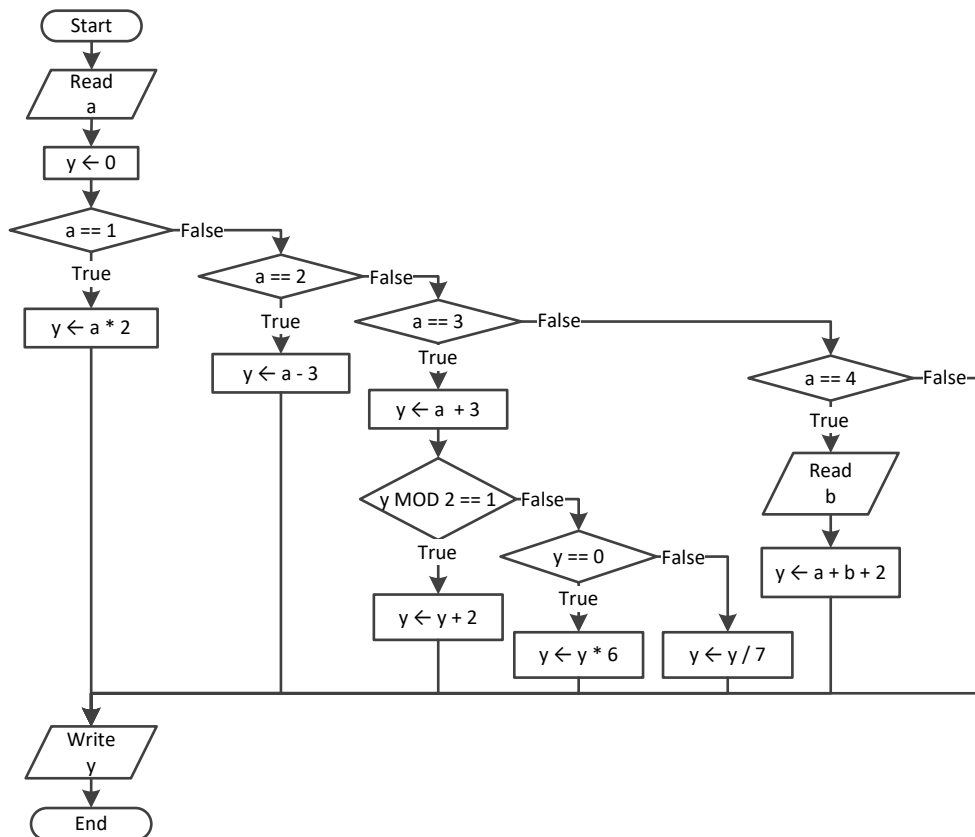 Start
Read
a
y ← 0
a == 1
False
True
y ← a * 2
a == 2
False
True
y ← a - 3
a == 3
False
True
y ← a  + 3
y MOD 2 == 1
False
True
y ← y + 2
y == 0
False
True
y ← y * 6
y ← y / 7
a == 4
False
True
Read
b
y ← a + b + 2
Write
y
End